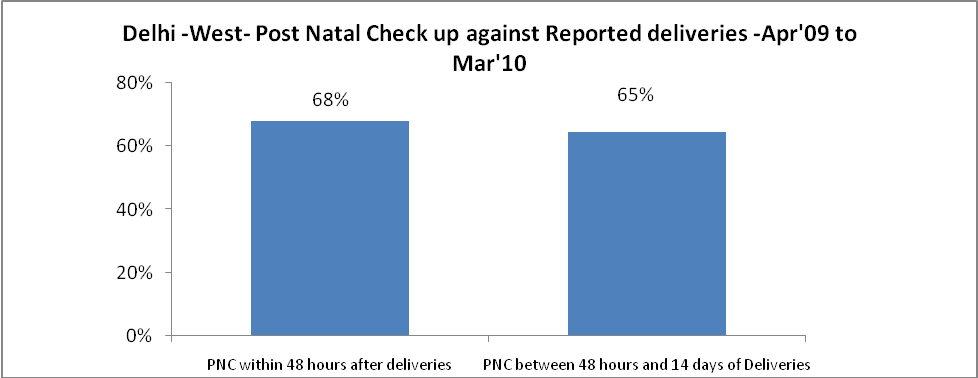 Delhi -West- Post Natal Check up against Reported deliveries -Apr'09 to
Mar'10
80%
60%
40%
20%
0%
68%
65%
PNC within 48 hours after deliveries
PNC between 48 hours and 14 days of Deliveries